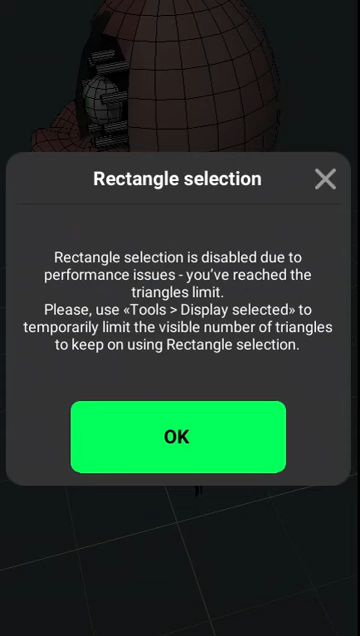 Rectangle selection
Rectangle selection is disabled due to
performance issues - you've reached the
triangles limit.
Please, use «Tools > Display selected» to
temporarily limit the visible number of triangles
to keep on using Rectangle selection.
OK